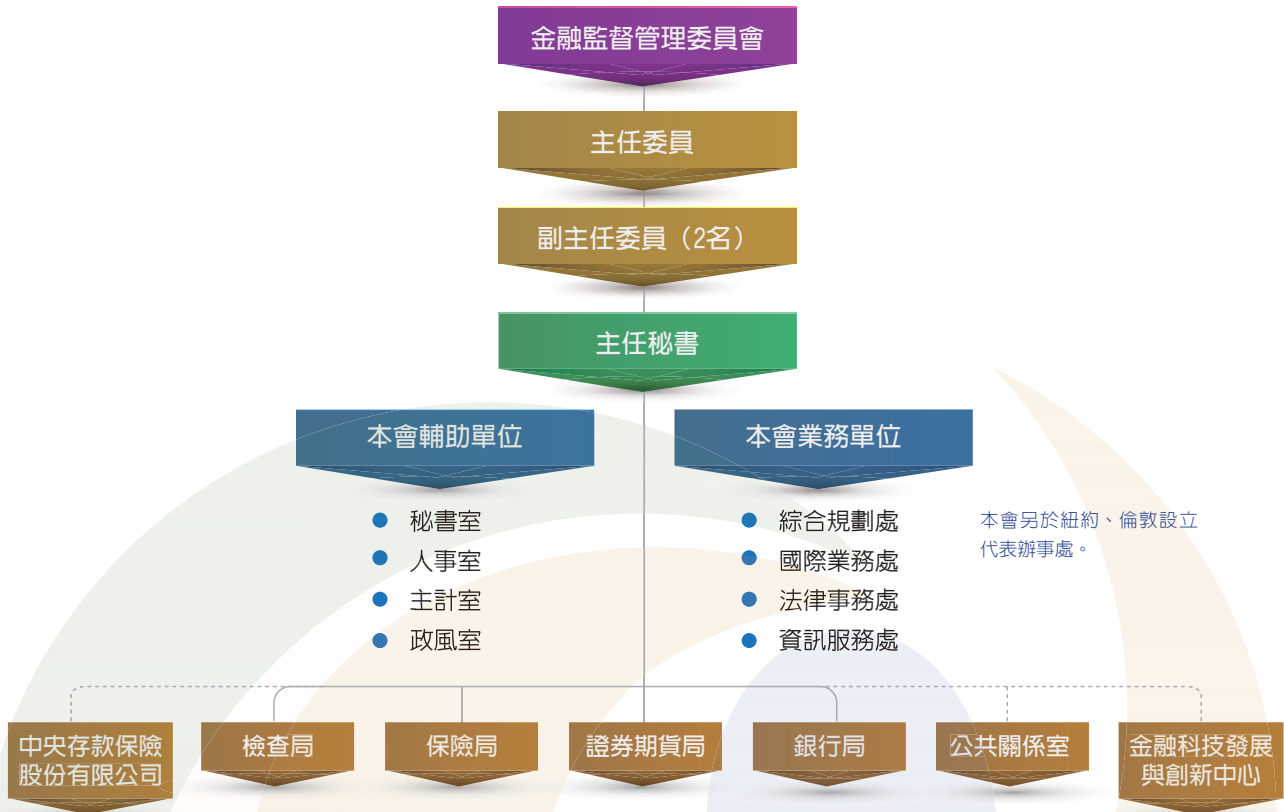 金融監督管理委員會
主任委員
副主任委員（2名）
主任秘書
本會輔助單位
秘書室
人事室
主計室
政風室
本會業務單位
綜合規劃處
國際業務處
法律事務處
資訊服務處
本會另於紐約、倫敦設立
代表辦事處。
中央存款保險
股份有限公司
檢查局
保險局
證券期貨局
銀行局
公共關係室
金融科技發展
與創新中心